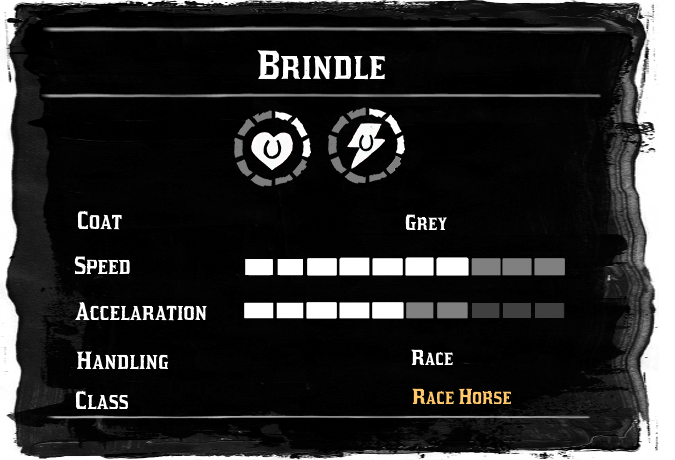 Brindle
Coat Grey
Speed
Accelaration
Handling Race
Class Race Horse